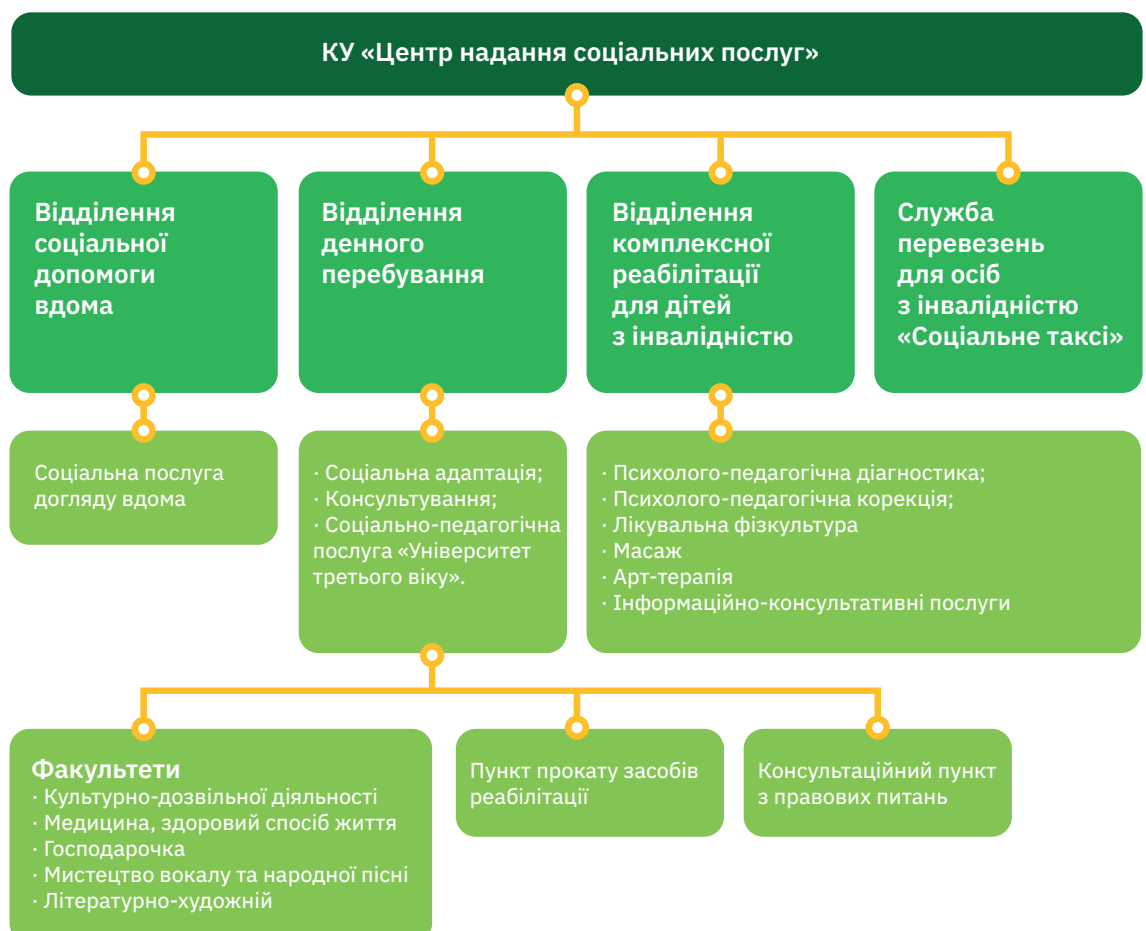 КУ «Центр надання соціальних послуг»
Відділення
соціальної
допомоги
вдома
Відділення
денного
перебування
Відділення
комплексної
реабілітації
для дітей
з інвалідністю
Служба
перевезень
для осіб
з інвалідністю
«Соціальне таксі»
Соціальна послуга
догляду вдома
· Соціальна адаптація;
· Консультування;
· Соціально-педагогічна
послуга «Університет
третього віку».
· Психолого-педагогічна діагностика;
· Психолого-педагогічна корекція;
· Лікувальна фізкультура
· Масаж
· Арт-терапія
· Інформаційно-консультативні послуги
Факультети
· Культурно-дозвільної діяльності
· Медицина, здоровий спосіб життя
· Господарочка
· Мистецтво вокалу та народної пісні
· Літературно-художній
Пункт прокату засобів
реабілітації
Консультаційний пункт
з правових питань